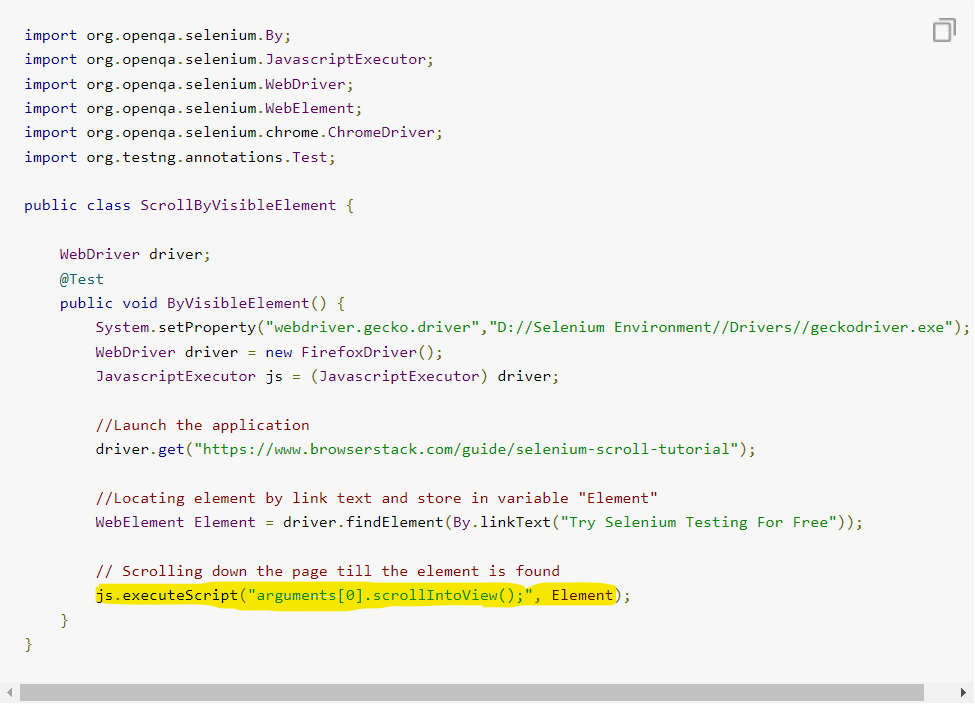 import org.openqa.selenium.By;
import org.openqa.selenium.JavascriptExecutor;
import org.openqa.selenium.WebDriver;
import org.openqa.selenium.WebElement;
import org.openqa.selenium.chrome.ChromeDriver;
import org.testng.annotations.Test;
public class ScrollByVisibleElement {
WebDriver driver;
@Test
public void ByVisibleElement() {
System.setProperty("webdriver.gecko.driver","D://Selenium Environment//Drivers//geckodriver.exe");
WebDriver driver = new FirefoxDriver();
JavascriptExecutor js = (JavascriptExecutor) driver;
//Launch the application
driver.get("https://www.browserstack.com/guide/selenium-scroll-tutorial");
//Locating element by link text and store in variable "Element"
WebElement Element = driver.findElement(By.linkText("Try Selenium Testing For Free"));
// Scrolling down the page till the element is found
js.executeScript("arguments[0].scrollIntoView();", Element);
}
}